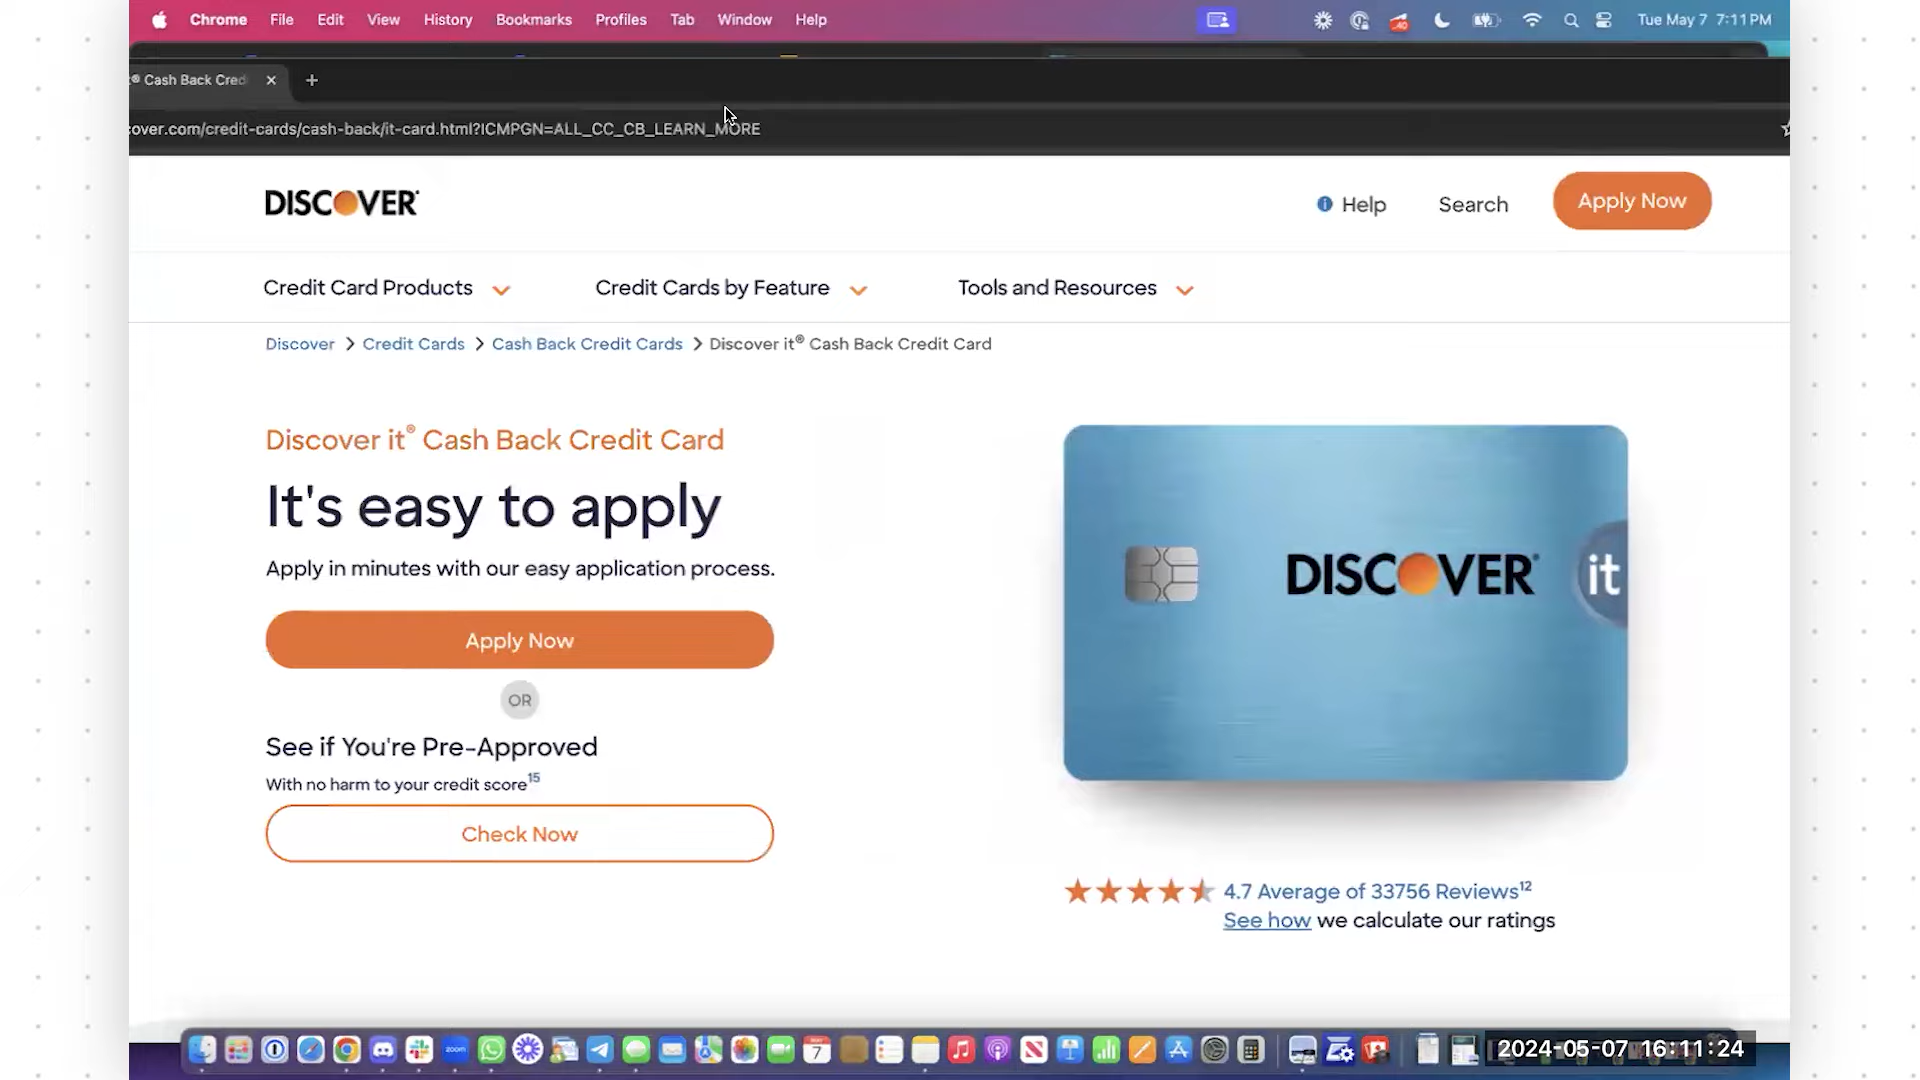 Chrome File Edit View History Bookmarks Profiles Tab Window Help Tue May 7 7:11 PM
® Cash Back Cred
cover.com/credit-cards/cash-back/it-card.html?ICMPGN=ALL_CC_CB_LEARN_MORE
DISCOVER
Help Search Apply Now
Credit Card Products Credit Cards by Feature Tools and Resources
Discover > Credit Cards > Cash Back Credit Cards > Discover it® Cash Back Credit Card
Discover it® Cash Back Credit Card
It's easy to apply
Apply in minutes with our easy application process.
Apply Now
OR
See if You're Pre-Approved
With no harm to your credit score15
Check Now
DISCOVER
it
4.7 Average of 33756 Reviews12
See how we calculate our ratings
zoom
7
2024-05-07 16:11:24